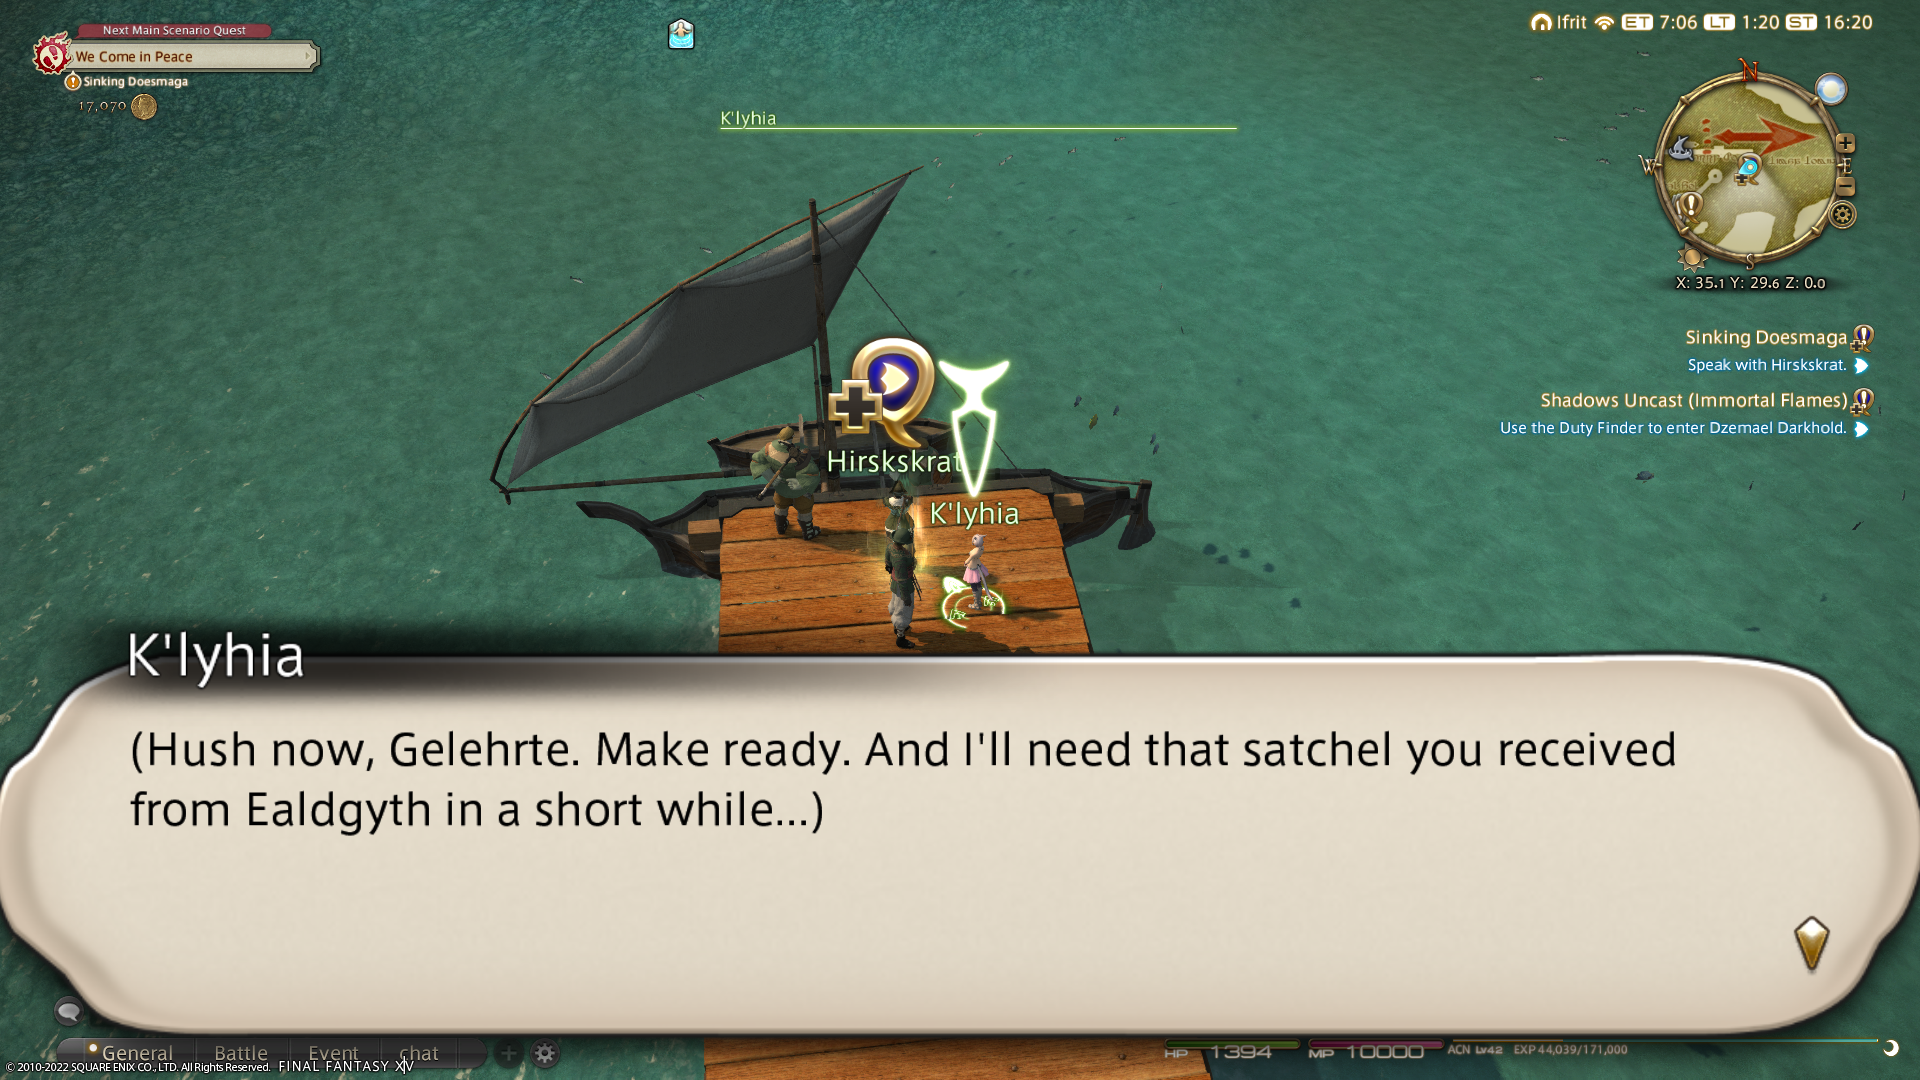 Next Main Scenario Quest
We Come in Peace
Sinking Doesmaga
17,070
Ifrit ET 7:06 LT 1:20 ST 16:20
K'lyhia
N
W
E
S
X: 35.1 Y: 29.6 Z: 0.0
Sinking Doesmaga
Speak with Hirskskrat.
Shadows Uncast (Immortal Flames)
Use the Duty Finder to enter Dzemael Darkhold.
Hirskskrat
K'lyhia
K'lyhia
(Hush now, Gelehrte. Make ready. And I'll need that satchel you received
from Ealdgyth in a short while...)
General Battle Event chat
HP 1394 MP 10000 ACN Lv42 EXP 44,039/171,000
© 2010-2022 SQUARE ENIX CO., LTD. All Rights Reserved. FINAL FANTASY XIV